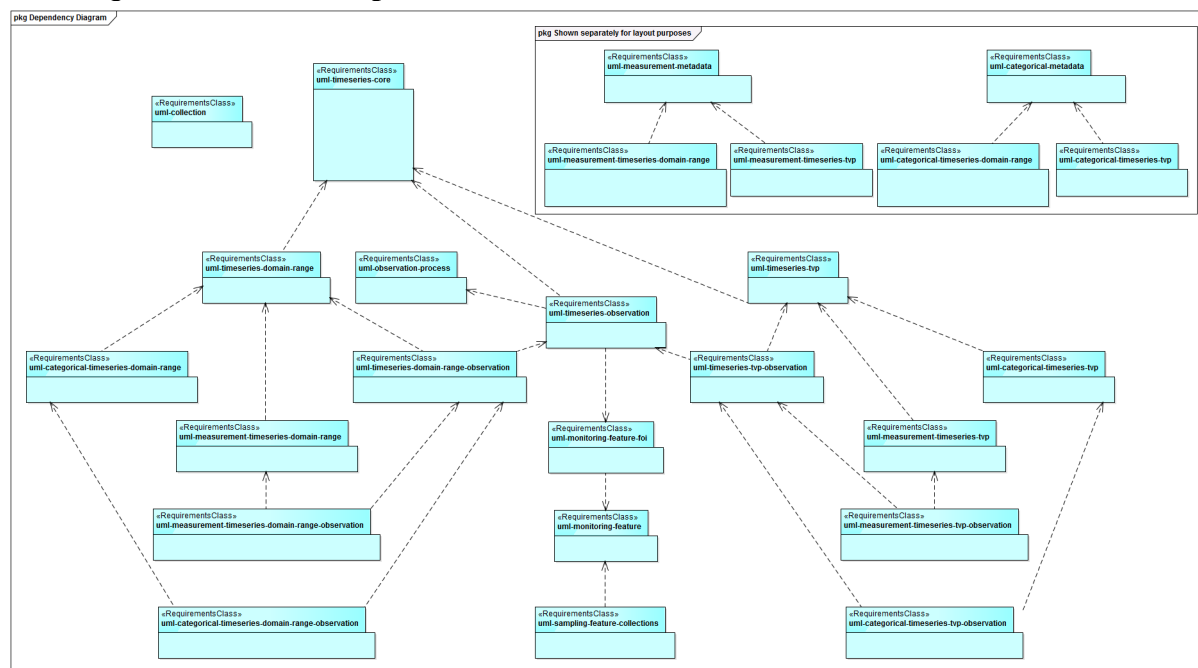 pkg Dependency Diagram
pkg Shown separately for layout purposes
«RequirementsClass»
uml-measurement-metadata
«RequirementsClass»
uml-categorical-metadata
«RequirementsClass»
uml-timeseries-core
«RequirementsClass»
uml-collection
«RequirementsClass»
uml-measurement-timeseries-domain-range
«RequirementsClass»
uml-measurement-timeseries-tvp
«RequirementsClass»
uml-categorical-timeseries-domain-range
«RequirementsClass»
uml-categorical-timeseries-tvp
«RequirementsClass»
uml-timeseries-domain-range
«RequirementsClass»
uml-observation-process
«RequirementsClass»
uml-timeseries-tvp
«RequirementsClass»
uml-timeseries-observation
«RequirementsClass»
uml-categorical-timeseries-domain-range
«RequirementsClass»
uml-timeseries-domain-range-observation
«RequirementsClass»
uml-timeseries-tvp-observation
«RequirementsClass»
uml-categorical-timeseries-tvp
«RequirementsClass»
uml-measurement-timeseries-domain-range
«RequirementsClass»
uml-monitoring-feature-foi
«RequirementsClass»
uml-measurement-timeseries-tvp
«RequirementsClass»
uml-measurement-timeseries-domain-range-observation
«RequirementsClass»
uml-monitoring-feature
«RequirementsClass»
uml-measurement-timeseries-tvp-observation
«RequirementsClass»
uml-categorical-timeseries-domain-range-observation
«RequirementsClass»
uml-sampling-feature-collections
«RequirementsClass»
uml-categorical-timeseries-tvp-observation